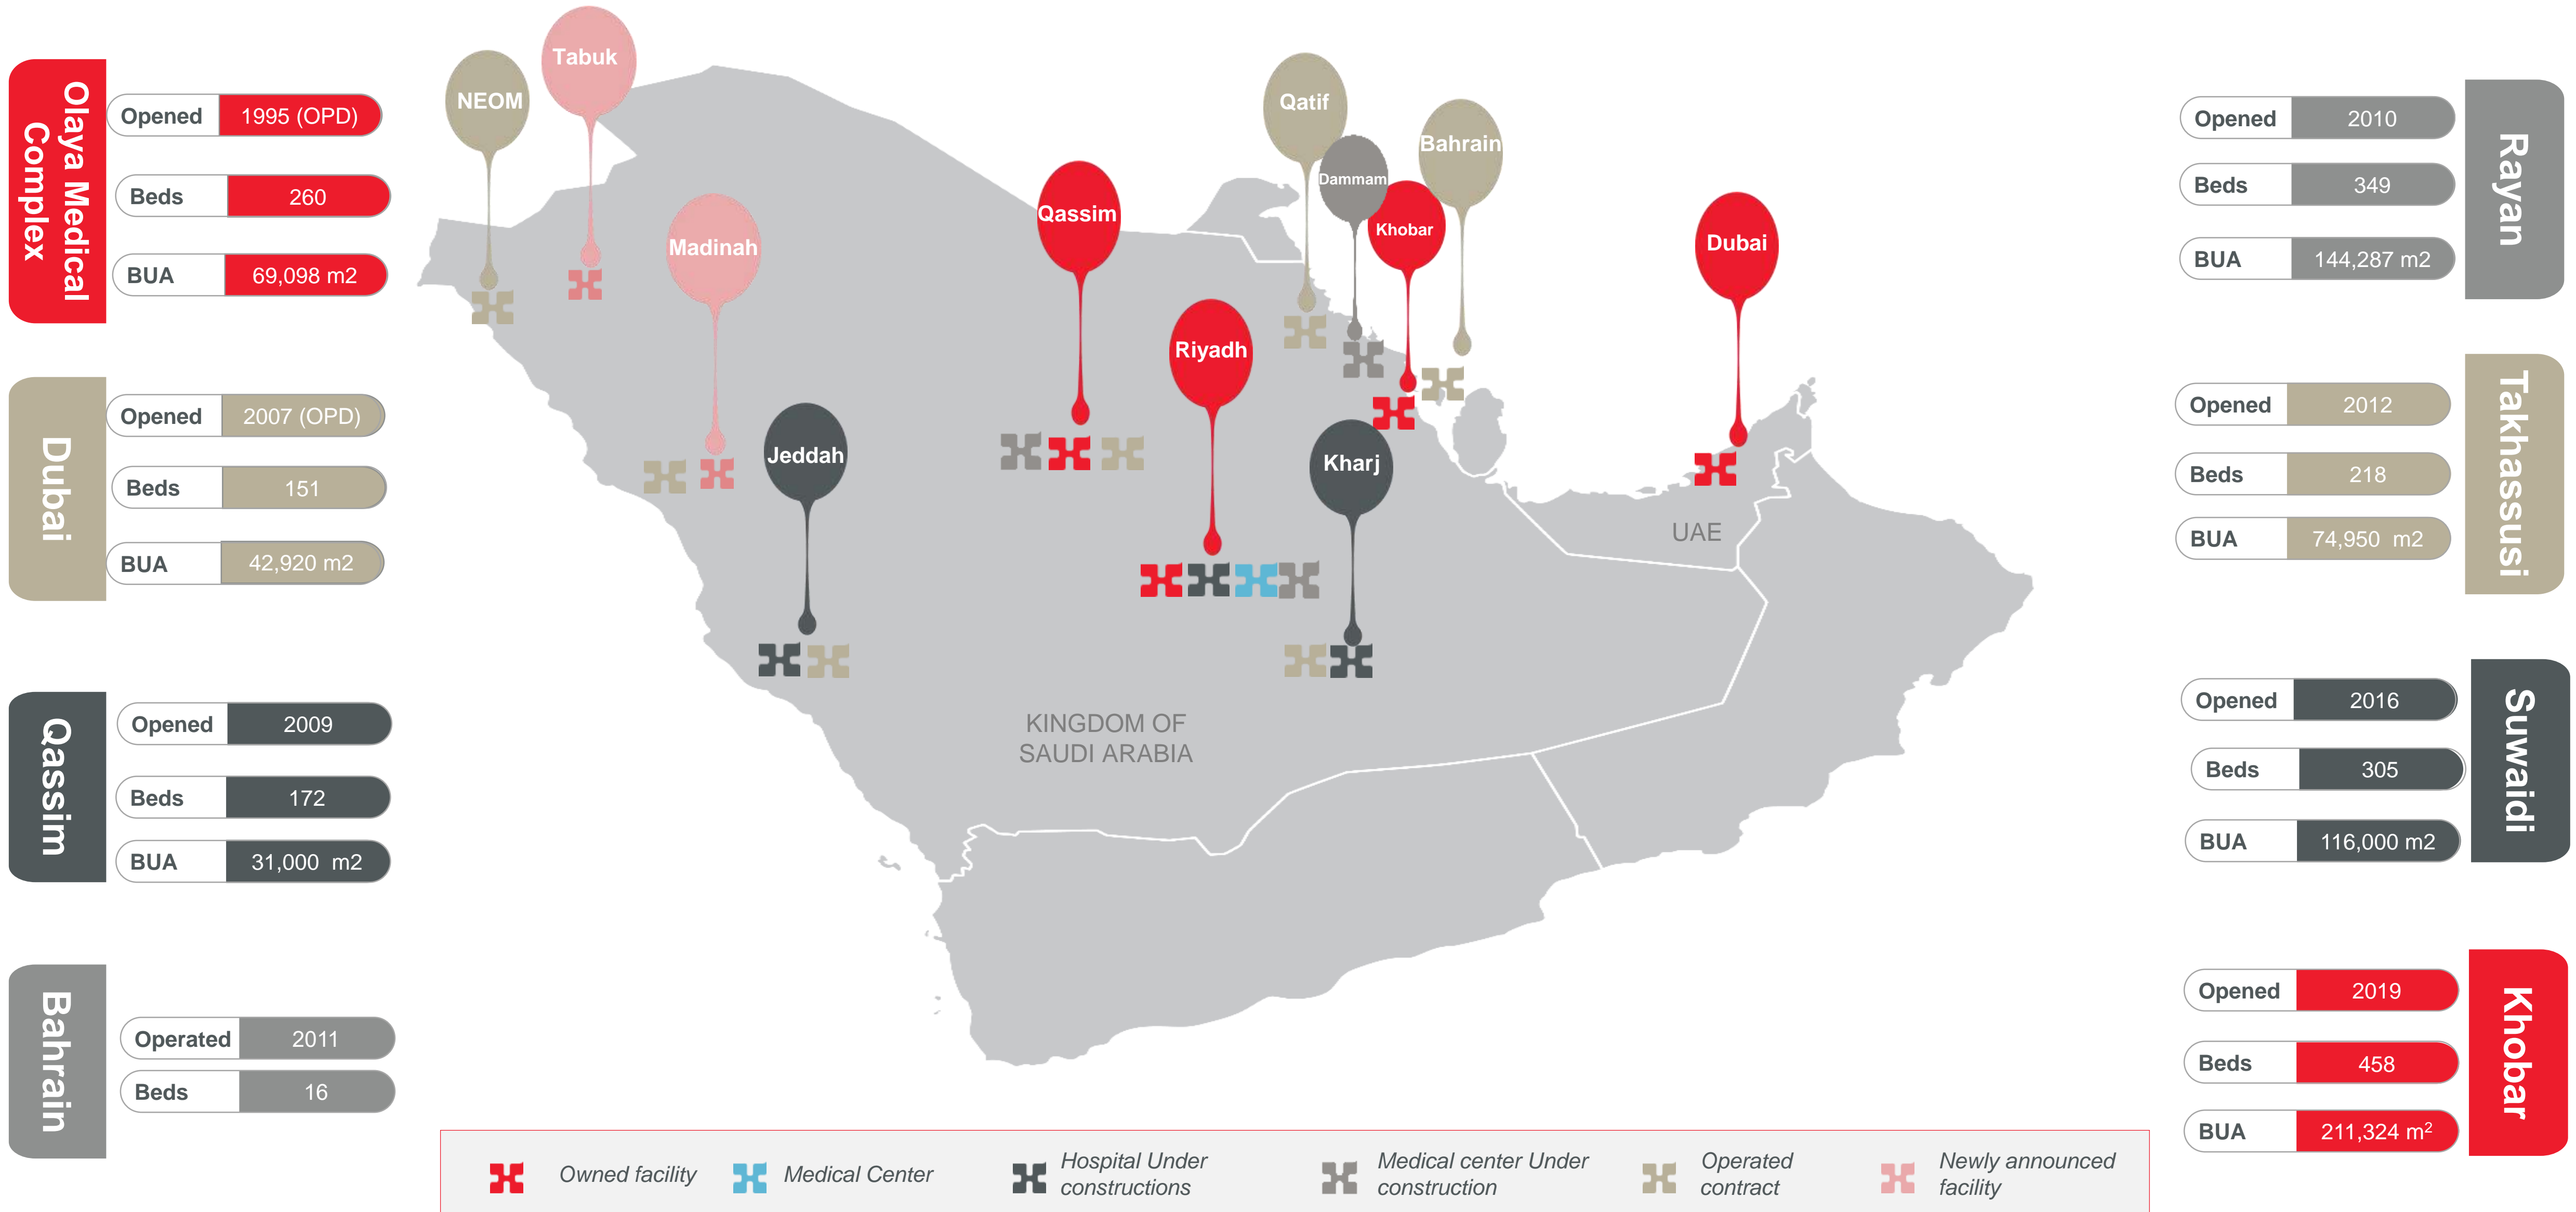 Olaya Medical
Complex
Opened 1995 (OPD)
Beds 260
BUA 69,098 m2
Dubai
Opened 2007 (OPD)
Beds 151
BUA 42,920 m2
Qassim
Opened 2009
Beds 172
BUA 31,000 m2
Bahrain
Operated 2011
Beds 16
NEOM
Tabuk
Madinah
Jeddah
Qassim
Riyadh
Qatif
Dammam
Khobar
Bahrain
Kharj
Dubai
UAE
KINGDOM OF
SAUDI ARABIA
Rayan
Opened 2010
Beds 349
BUA 144,287 m2
Takhassusi
Opened 2012
Beds 218
BUA 74,950 m2
Suwaidi
Opened 2016
Beds 305
BUA 116,000 m2
Khobar
Opened 2019
Beds 458
BUA 211,324 m²
Owned facility
Medical Center
Hospital Under
constructions
Medical center Under
construction
Operated
contract
Newly announced
facility